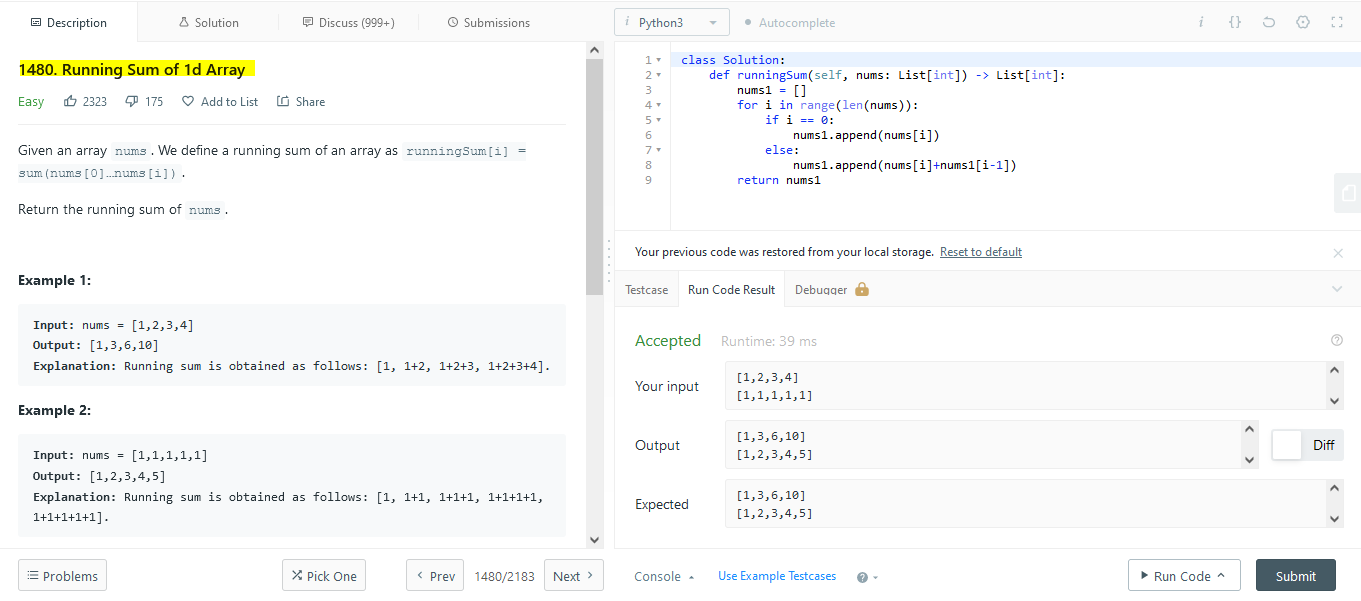 Description
Solution
Discuss (999+)
Submissions
1480. Running Sum of 1d Array
Easy 2323 175 Add to List Share
Given an array nums. We define a running sum of an array as runningSum[i] =
sum(nums[0]…nums[i]).
Return the running sum of nums.
Example 1:
Input: nums = [1,2,3,4]
Output: [1,3,6,10]
Explanation: Running sum is obtained as follows: [1, 1+2, 1+2+3, 1+2+3+4].
Example 2:
Input: nums = [1,1,1,1,1]
Output: [1,2,3,4,5]
Explanation: Running sum is obtained as follows: [1, 1+1, 1+1+1, 1+1+1+1,
1+1+1+1+1].
Problems
Pick One
Prev
1480/2183
Next
i Python3
Autocomplete
i {}
1 class Solution:
2     def runningSum(self, nums: List[int]) -> List[int]:
3         nums1 = []
4         for i in range(len(nums)):
5             if i == 0:
6                 nums1.append(nums[i])
7             else:
8                 nums1.append(nums[i]+nums1[i-1])
9         return nums1
Your previous code was restored from your local storage. Reset to default
Testcase
Run Code Result
Debugger
Accepted Runtime: 39 ms
Your input
[1,2,3,4]
[1,1,1,1,1]
Output
[1,3,6,10]
[1,2,3,4,5]
Diff
Expected
[1,3,6,10]
[1,2,3,4,5]
Console
Use Example Testcases
?
Run Code
Submit